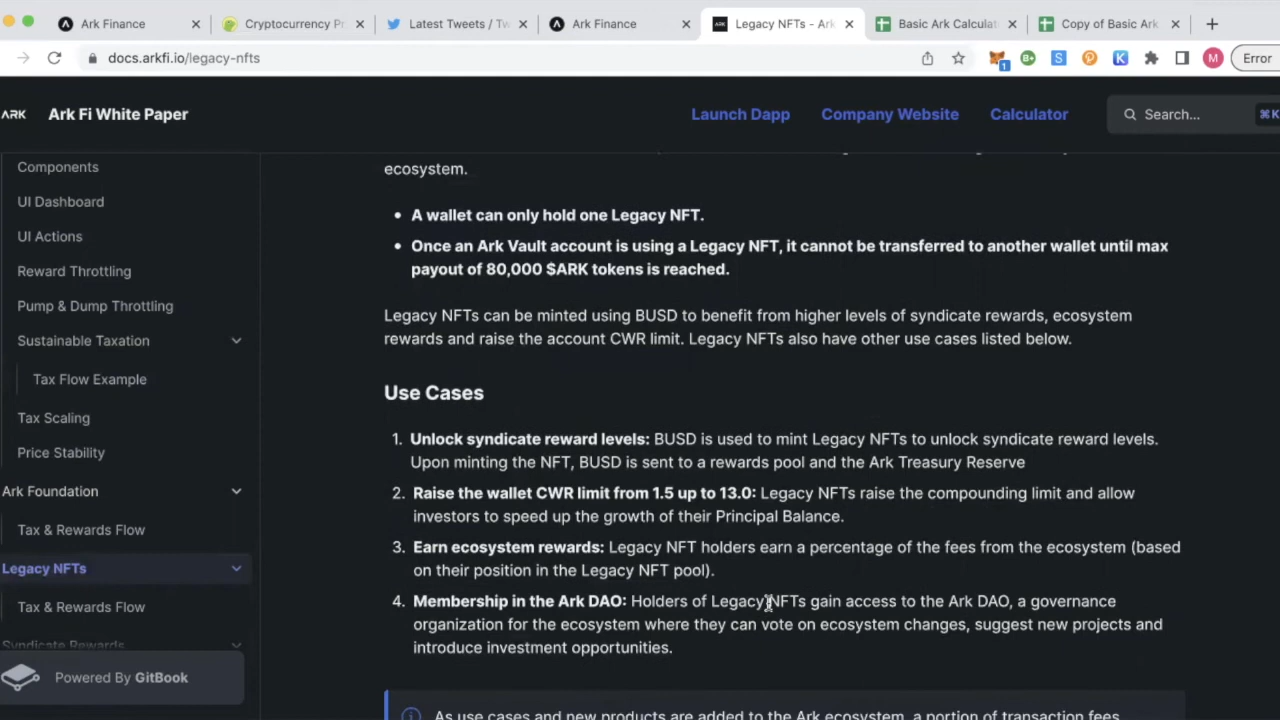 Ark Finance
Cryptocurrency Pr
Latest Tweets / Tw
Ark Finance
Legacy NFTs - Ark
Basic Ark Calculat
Copy of Basic Ark
docs.arkfi.io/legacy-nfts
Error
ARK
Ark Fi White Paper
Launch Dapp
Company Website
Calculator
Search...
⌘K
Components
UI Dashboard
UI Actions
Reward Throttling
Pump & Dump Throttling
Sustainable Taxation
Tax Flow Example
Tax Scaling
Price Stability
Ark Foundation
Tax & Rewards Flow
Legacy NFTs
Tax & Rewards Flow
Syndicate Rewards
Powered By GitBook
ecosystem.
• A wallet can only hold one Legacy NFT.
• Once an Ark Vault account is using a Legacy NFT, it cannot be transferred to another wallet until max
payout of 80,000 $ARK tokens is reached.
Legacy NFTs can be minted using BUSD to benefit from higher levels of syndicate rewards, ecosystem
rewards and raise the account CWR limit. Legacy NFTs also have other use cases listed below.
Use Cases
1. Unlock syndicate reward levels: BUSD is used to mint Legacy NFTs to unlock syndicate reward levels.
Upon minting the NFT, BUSD is sent to a rewards pool and the Ark Treasury Reserve
2. Raise the wallet CWR limit from 1.5 up to 13.0: Legacy NFTs raise the compounding limit and allow
investors to speed up the growth of their Principal Balance.
3. Earn ecosystem rewards: Legacy NFT holders earn a percentage of the fees from the ecosystem (based
on their position in the Legacy NFT pool).
4. Membership in the Ark DAO: Holders of Legacy NFTs gain access to the Ark DAO, a governance
organization for the ecosystem where they can vote on ecosystem changes, suggest new projects and
introduce investment opportunities.
As use cases and new products are added to the Ark ecosystem, a portion of transaction fees